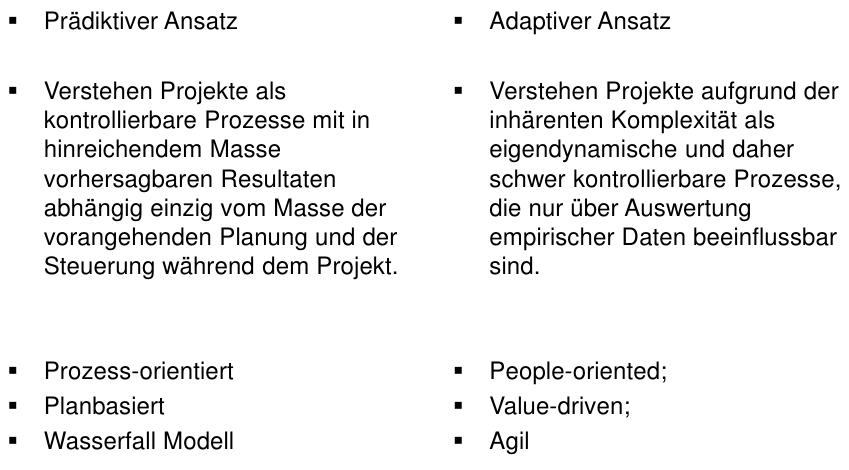 ▪ Prädiktiver Ansatz
▪ Verstehen Projekte als
kontrollierbare Prozesse mit in
hinreichendem Masse
vorhersagbaren Resultaten
abhängig einzig vom Masse der
vorangehenden Planung und der
Steuerung während dem Projekt.
▪ Prozess-orientiert
▪ Planbasiert
▪ Wasserfall Modell
▪ Adaptiver Ansatz
▪ Verstehen Projekte aufgrund der
inhärenten Komplexität als
eigendynamische und daher
schwer kontrollierbare Prozesse,
die nur über Auswertung
empirischer Daten beeinflussbar
sind.
▪ People-oriented;
▪ Value-driven;
▪ Agil